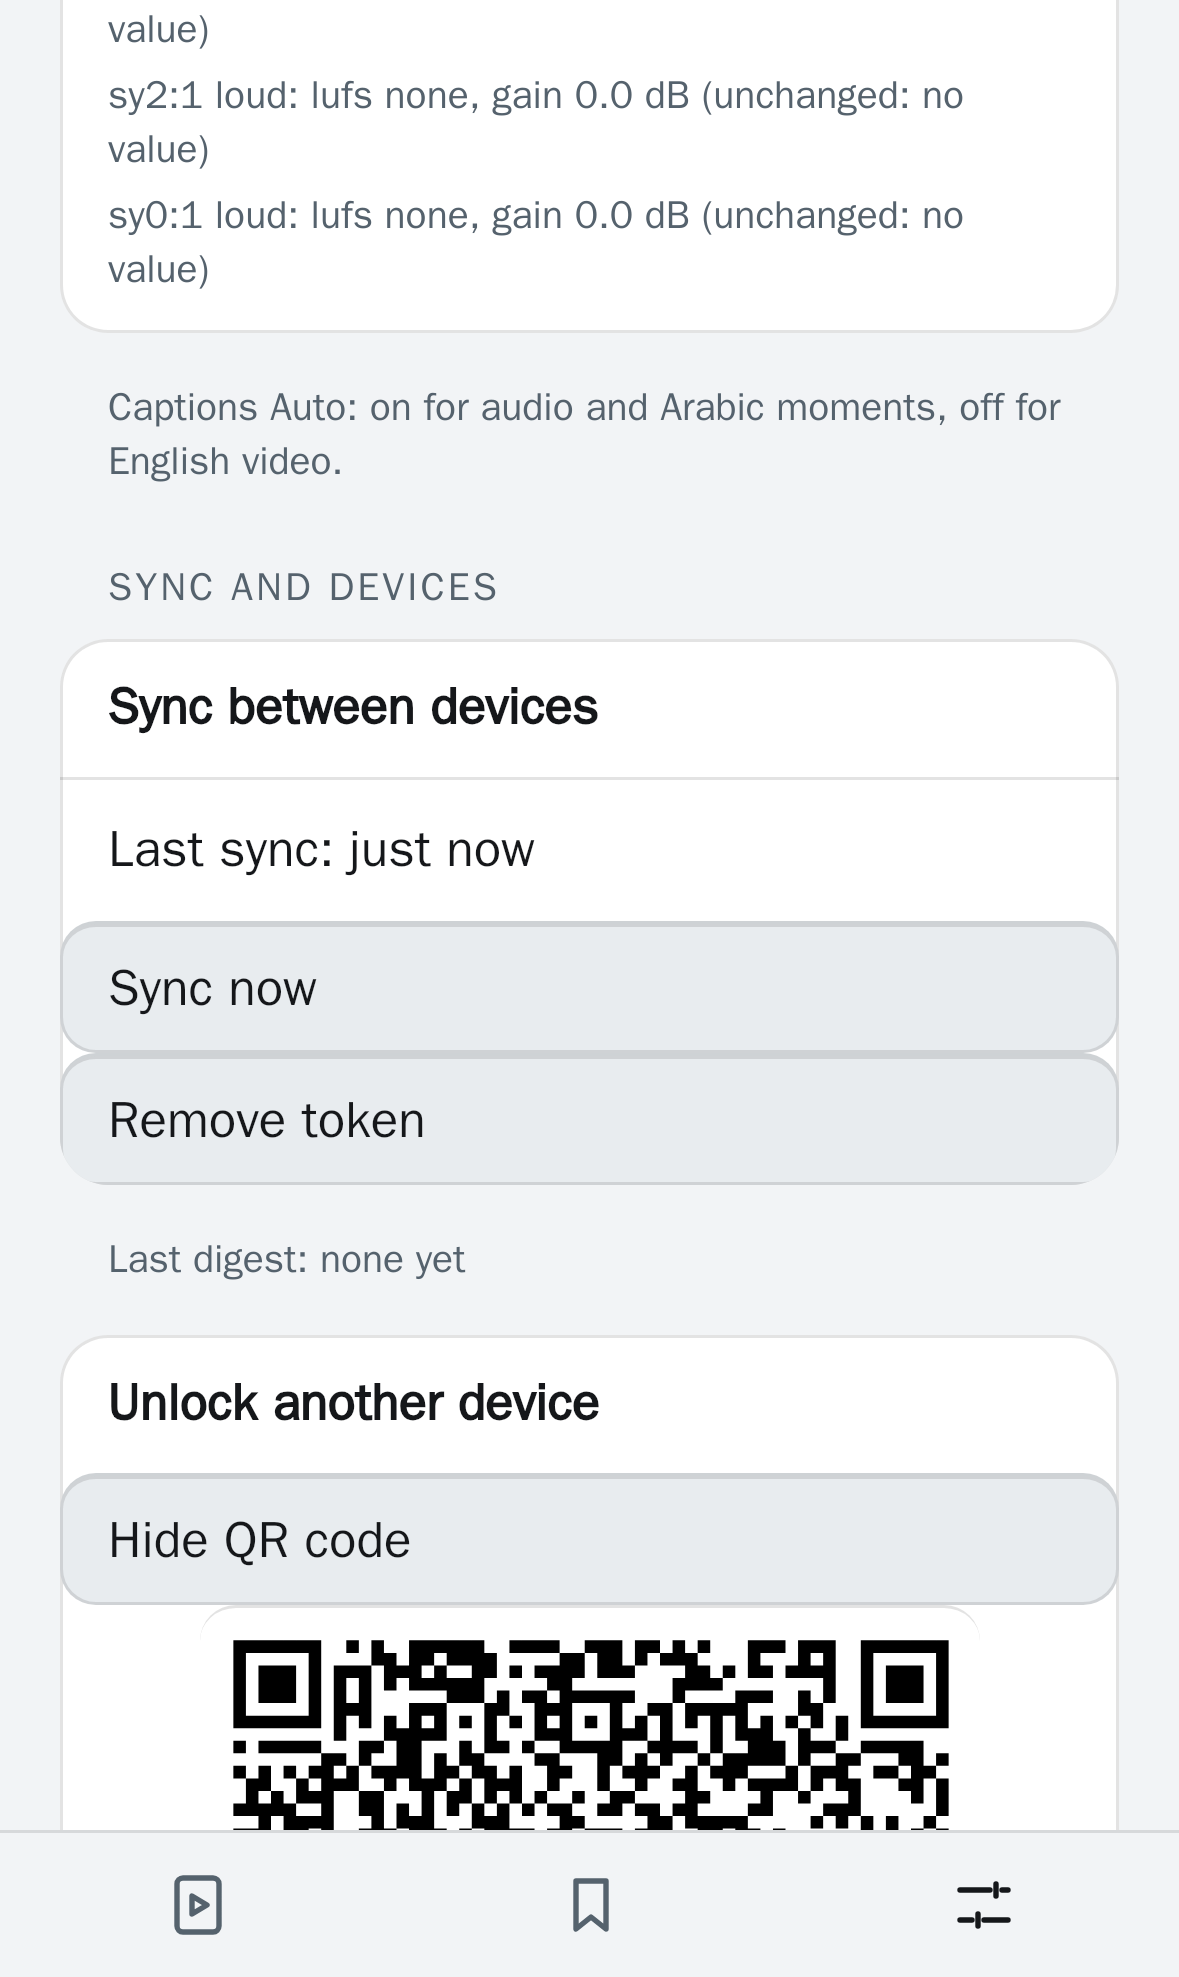 value)
sy2:1 loud: lufs none, gain 0.0 dB (unchanged: no
value)
sy0:1 loud: lufs none, gain 0.0 dB (unchanged: no
value)
Captions Auto: on for audio and Arabic moments, off for
English video.
SYNC AND DEVICES
Sync between devices
Last sync: just now
Sync now
Remove token
Last digest: none yet
Unlock another device
Hide QR code